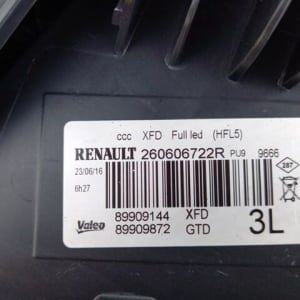 ccc XFD Full led (HFL5)
RENAULT 260606722R PU9 9666
23/06/16
287
6h27
Valeo 89909144 XFD 3L
89909872 GTD